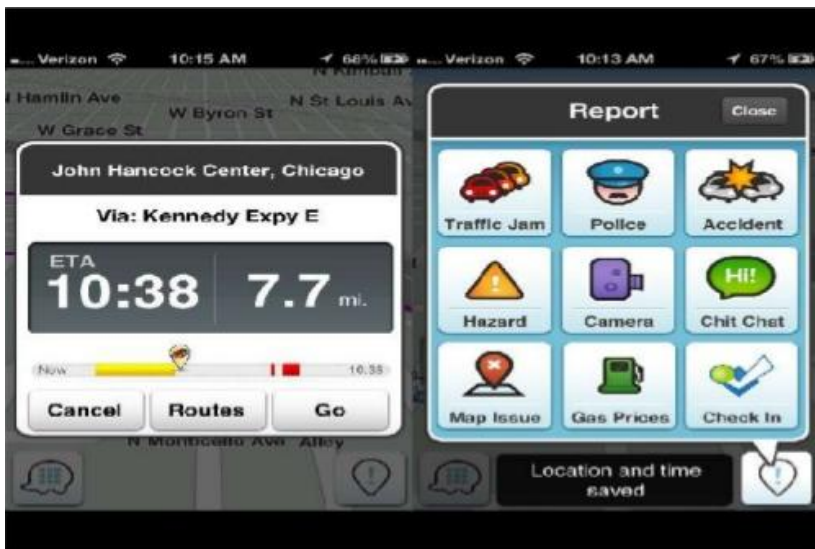 Verizon 10:15 AM 68%
N Kimball
Hamlin Ave
W Byron St
N St Louis Av
W Grace St
John Hancock Center, Chicago
Via: Kennedy Expy E
ETA
10:38 7.7 mi.
Now 10:38
Cancel Routes Go
N Monticello Ave Alley
Verizon 10:13 AM 67%
Report Close
Traffic Jam Police Accident
Hazard Camera Chit Chat
Hi!
Map Issue Gas Prices Check In
Location and time
saved